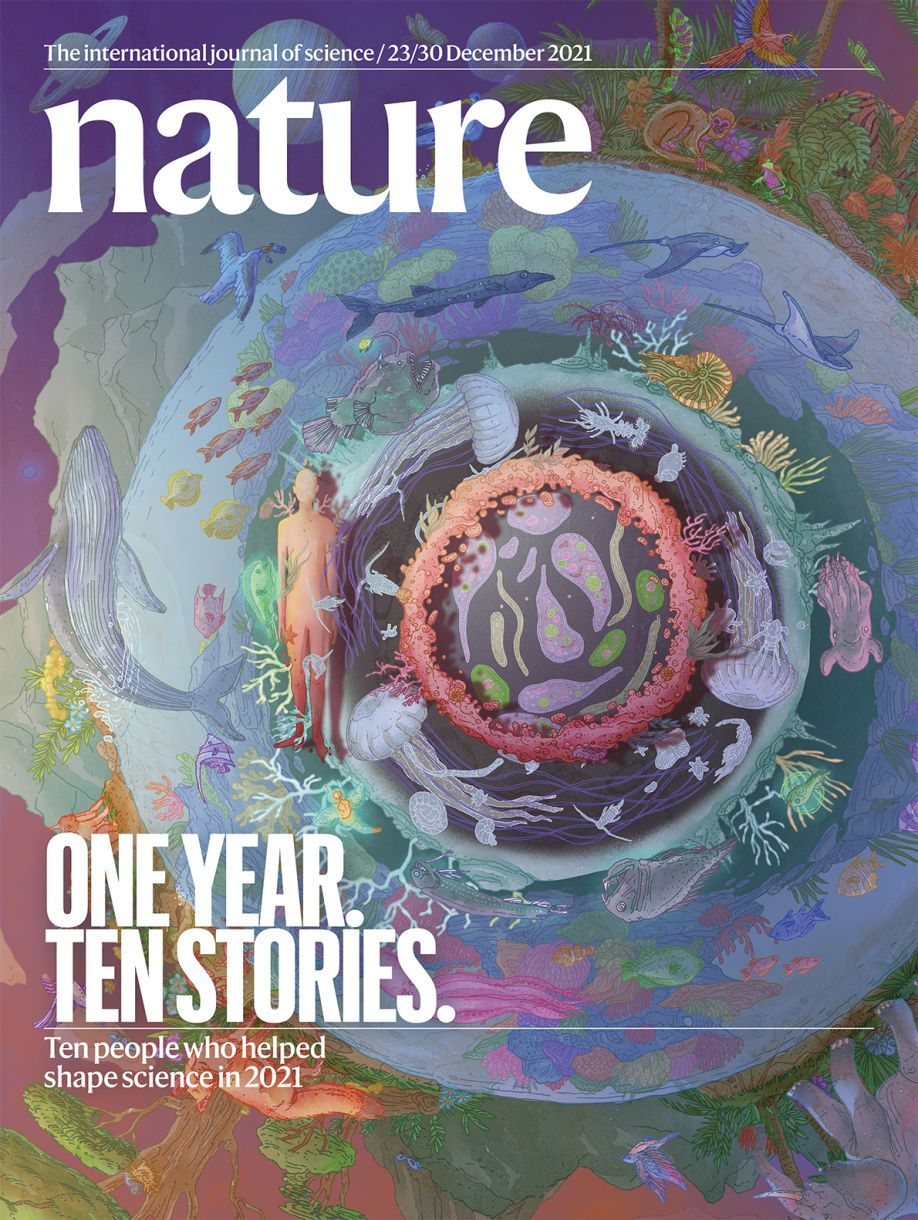 The international journal of science / 23/30 December 2021
nature
ONE YEAR.
TEN STORIES.
Ten people who helped
shape science in 2021